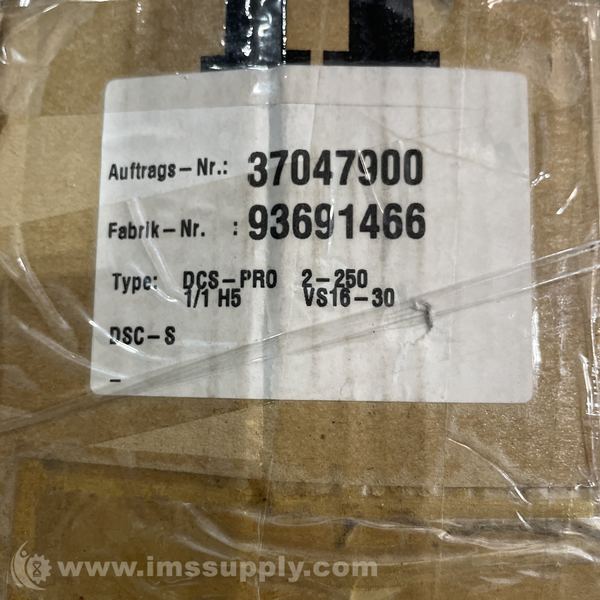 Auftrags-Nr.: 37047900
Fabrik-Nr. : 93691466
Type: DCS-PRO 2-250
1/1 H5 VS16-30
DSC-S
-
www.imssupply.com